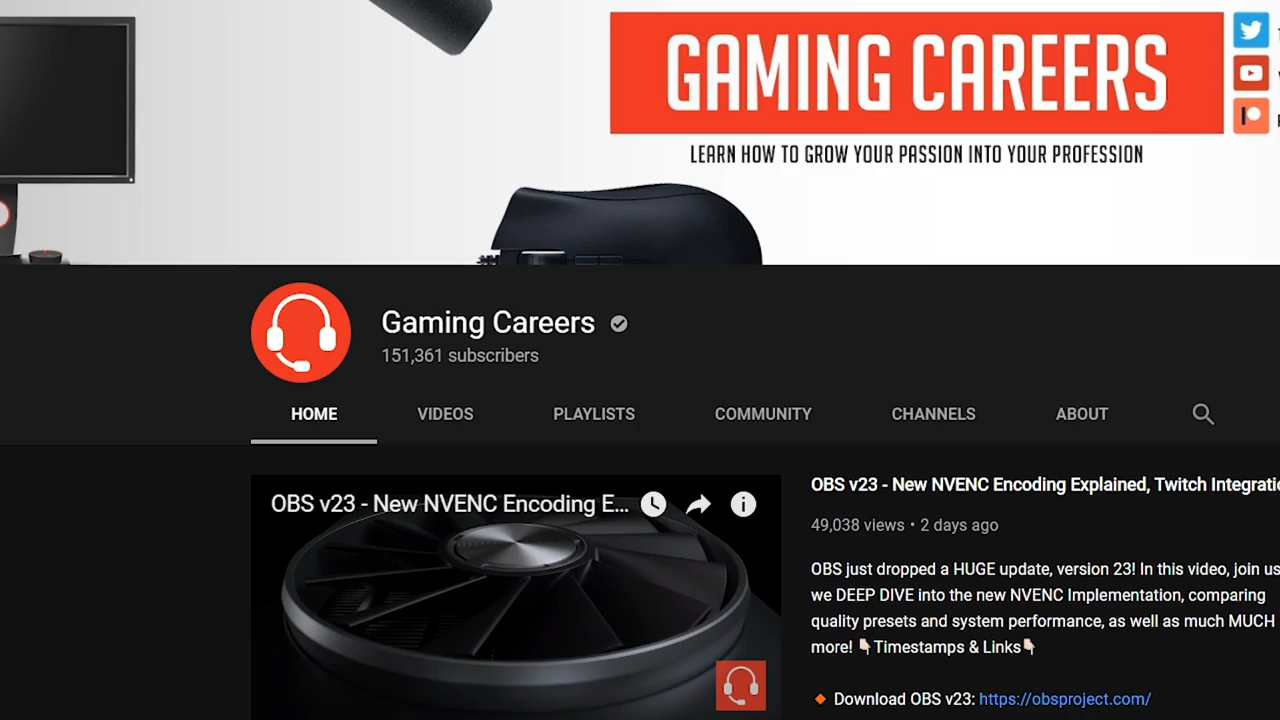 GAMING CAREERS
LEARN HOW TO GROW YOUR PASSION INTO YOUR PROFESSION
Gaming Careers
151,361 subscribers
HOME VIDEOS PLAYLISTS COMMUNITY CHANNELS ABOUT
OBS v23 - New NVENC Encoding E...
OBS v23 - New NVENC Encoding Explained, Twitch Integratio
49,038 views • 2 days ago
OBS just dropped a HUGE update, version 23! In this video, join us
we DEEP DIVE into the new NVENC Implementation, comparing
quality presets and system performance, as well as much MUCH
more! 👇🏻Timestamps & Links👇🏻
🔸 Download OBS v23: https://obsproject.com/